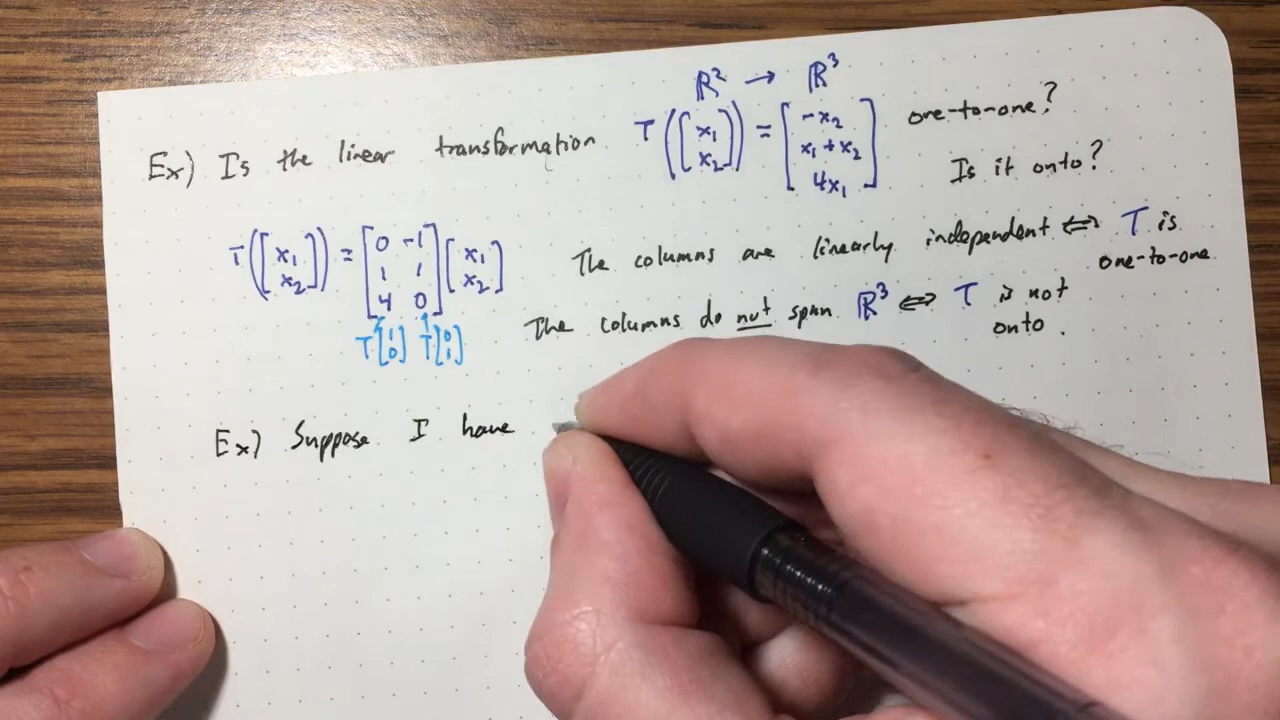 ℝ² → ℝ³
Ex) Is the linear transformation T([x₁ x₂]) = [-x₂ x₁+x₂ 4x₁] one-to-one?
Is it onto?
T([x₁ x₂]) = [0 -1 1 1 4 0][x₁ x₂] The columns are linearly independent ⟺ T is
one-to-one.
The columns do not span ℝ³ ⟺ T is not
onto.
T[1 0] T[0 1]
Ex) Suppose I have